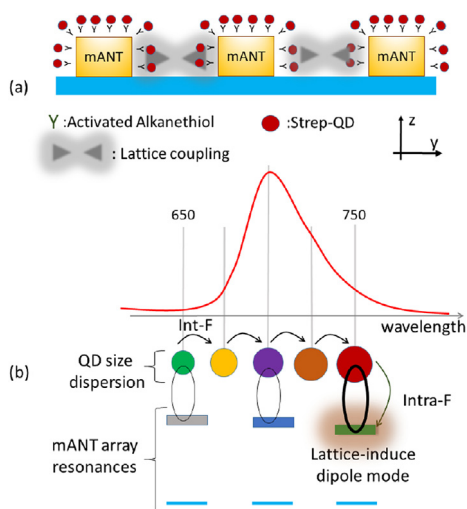 mANT mANT mANT
(a)
Y :Activated Alkanethiol :Strep-QD
z
y
: Lattice coupling
650 750
wavelength
Int-F
QD size
dispersion
(b)
Intra-F
mANT array
resonances
Lattice-induce
dipole mode